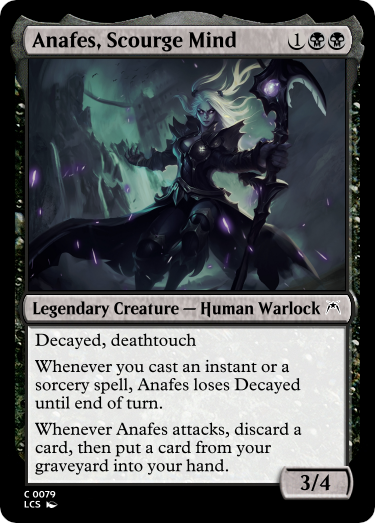 Anafes, Scourge Mind 1
Legendary Creature — Human Warlock
Decayed, deathtouch
Whenever you cast an instant or a
sorcery spell, Anafes loses Decayed
until end of turn.
Whenever Anafes attacks, discard a
card, then put a card from your
graveyard into your hand.
3/4
C 0079
LCS